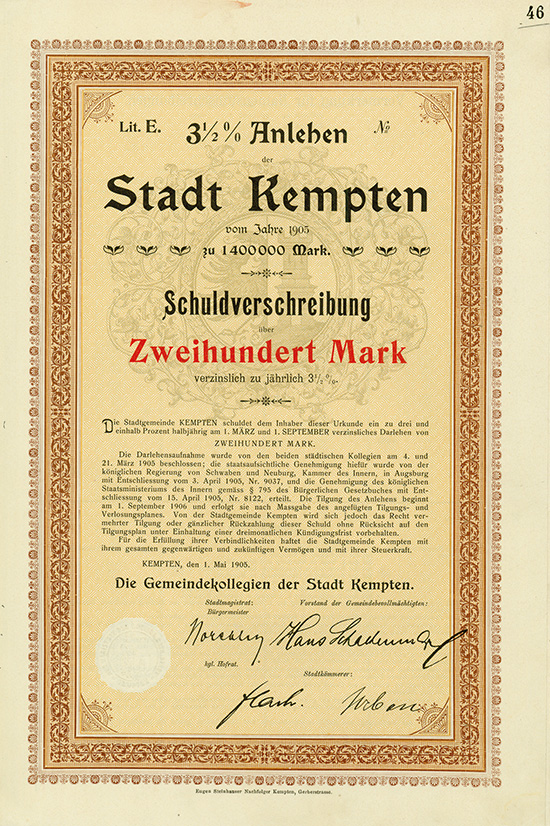 46
Lit. E. 3½% Anlehen №
der
Stadt Kempten
vom Jahre 1905
zu 1400000 Mark.
Schuldverschreibung
über
Zweihundert Mark
verzinslich zu jährlich 3½%.
Die Stadtgemeinde KEMPTEN schuldet dem Inhaber dieser Urkunde ein zu drei und
einhalb Prozent halbjährig am 1. MÄRZ und 1. SEPTEMBER verzinsliches Darlehen von
ZWEIHUNDERT MARK.
Die Darlehensaufnahme wurde von den beiden städtischen Kollegien am 4. und
21. März 1905 beschlossen; die staatsaufsichtliche Genehmigung hiefür wurde von der
königlichen Regierung von Schwaben und Neuburg, Kammer des Innern, in Augsburg
mit Entschliessung vom 3. April 1905, Nr. 9037, und die Genehmigung des königlichen
Staatsministeriums des Innern gemäss § 795 des Bürgerlichen Gesetzbuches mit Ent-
schliessung vom 15. April 1905, Nr. 8122, erteilt. Die Tilgung des Anlehens beginnt
am 1. September 1906 und erfolgt sie nach Massgabe des angefügten Tilgungs- und
Verlosungsplanes. Von der Stadtgemeinde Kempten wird sich jedoch das Recht ver-
mehrter Tilgung oder gänzlicher Rückzahlung dieser Schuld ohne Rücksicht auf den
Tilgungsplan unter Einhaltung einer dreimonatlichen Kündigungsfrist vorbehalten.
Für die Erfüllung ihrer Verbindlichkeiten haftet die Stadtgemeinde Kempten mit
ihrem gesamten gegenwärtigen und zukünftigen Vermögen und mit ihrer Steuerkraft.
KEMPTEN, den 1. Mai 1905.
Die Gemeindekollegien der Stadt Kempten.
Stadtmagistrat: Vorstand der Gemeindebevollmächtigten:
Bürgermeister
Hans
kgl. Hofrat.
Stadtkämmerer:
Eugen Steinhauser Nachfolger Kempten, Gerberstrasse.